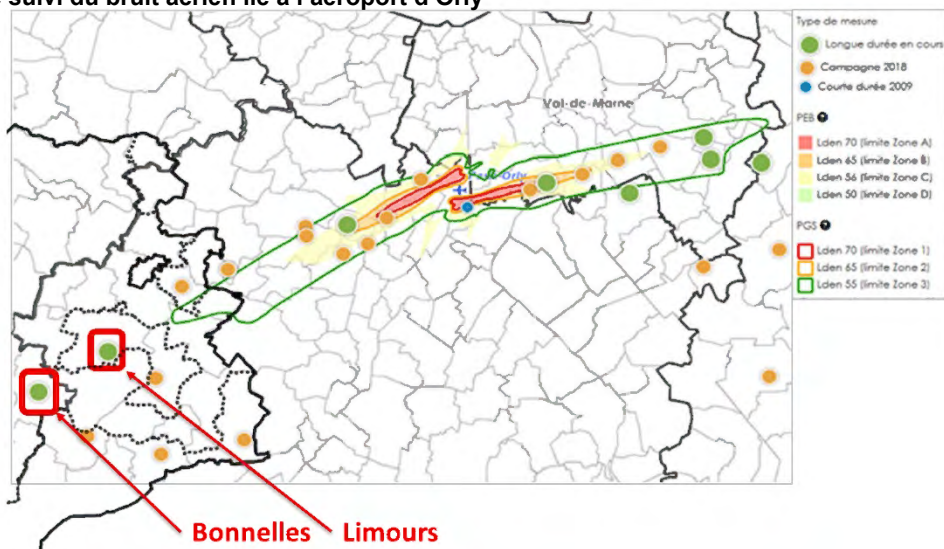 suivi du bruit aérien lié à l'aéroport d'Orly
Type de mesure
Longue durée en cours
Campagne 2018
Courte durée 2009
PEB ?
Lden 70 (limite Zone A)
Lden 65 (limite Zone B)
Lden 56 (limite Zone C)
Lden 50 (limite Zone D)
PGS ?
Lden 70 (limite Zone 1)
Lden 65 (limite Zone 2)
Lden 55 (limite Zone 3)
Val-de-Marne
Orly
Bonnelles
Limours